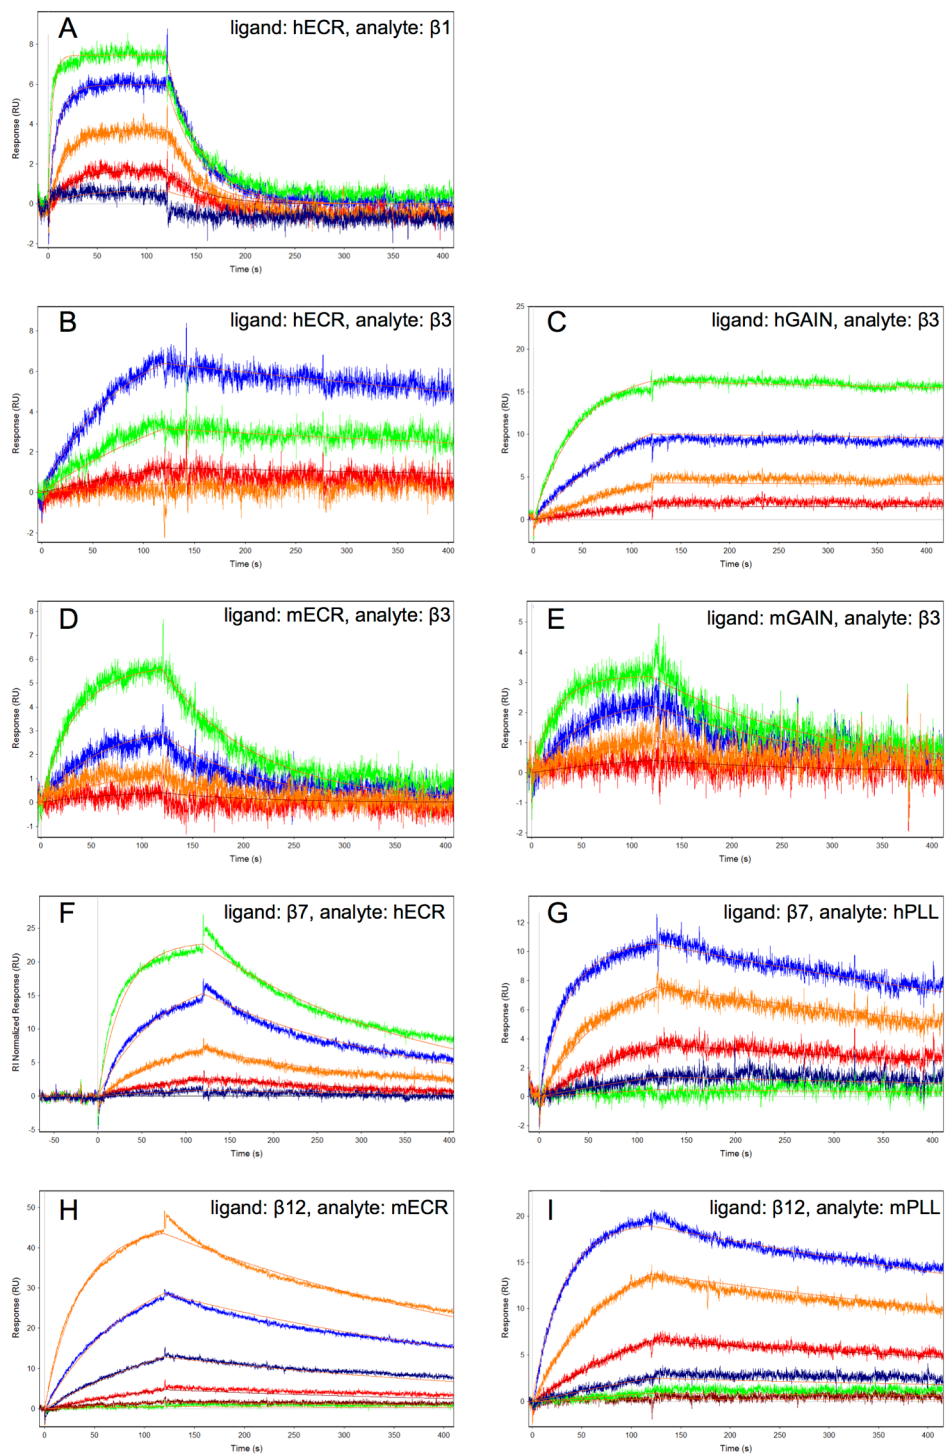 A ligand: hECR, analyte: β1
8
6
4
2
0
-2
Response (RU)
0 50 100 150 200 250 300 350 400
Time (s)
B ligand: hECR, analyte: β3
8
6
4
2
0
-2
Response (RU)
0 50 100 150 200 250 300 350 400
Time (s)
C ligand: hGAIN, analyte: β3
25
20
15
10
5
0
Response (RU)
0 50 100 150 200 250 300 350 400
Time (s)
D ligand: mECR, analyte: β3
8
7
6
5
4
3
2
1
0
-1
Response (RU)
0 50 100 150 200 250 300 350 400
Time (s)
E ligand: mGAIN, analyte: β3
5
4
3
2
1
0
-1
-2
Response (RU)
0 50 100 150 200 250 300 350 400
Time (s)
F ligand: β7, analyte: hECR
25
20
15
10
5
0
-5
RI Normalized Response (RU)
-50 0 50 100 150 200 250 300 350 400
Time (s)
G ligand: β7, analyte: hPLL
12
10
8
6
4
2
0
-2
Response (RU)
0 50 100 150 200 250 300 350 400
Time (s)
H ligand: β12, analyte: mECR
50
40
30
20
10
0
Response (RU)
0 50 100 150 200 250 300 350 400
Time (s)
I ligand: β12, analyte: mPLL
20
15
10
5
0
Response (RU)
0 50 100 150 200 250 300 350 400
Time (s)